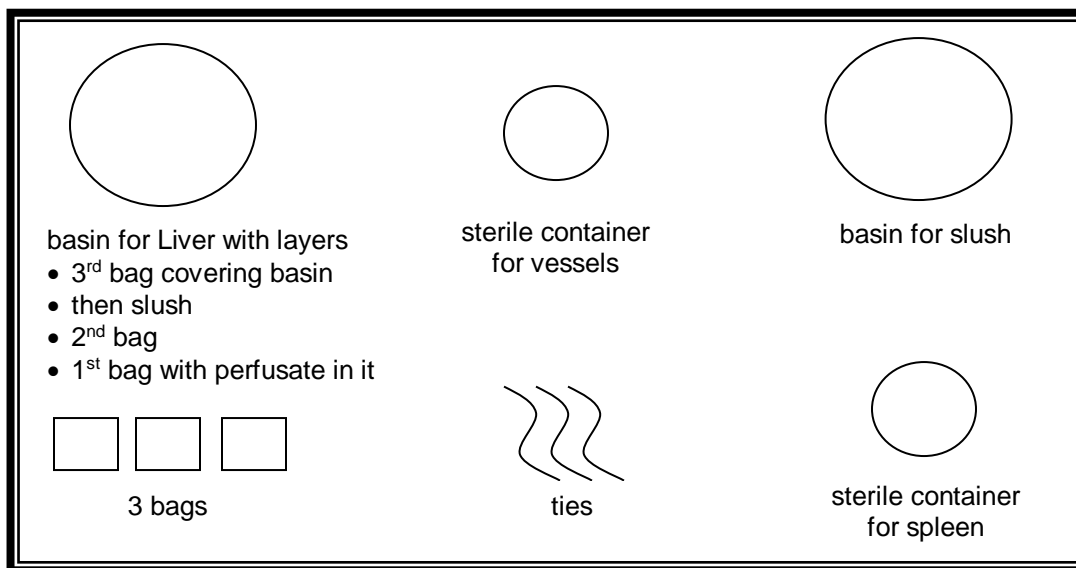 basin for Liver with layers
• 3rd bag covering basin
• then slush
• 2nd bag
• 1st bag with perfusate in it
sterile container
for vessels
basin for slush
3 bags
ties
sterile container
for spleen